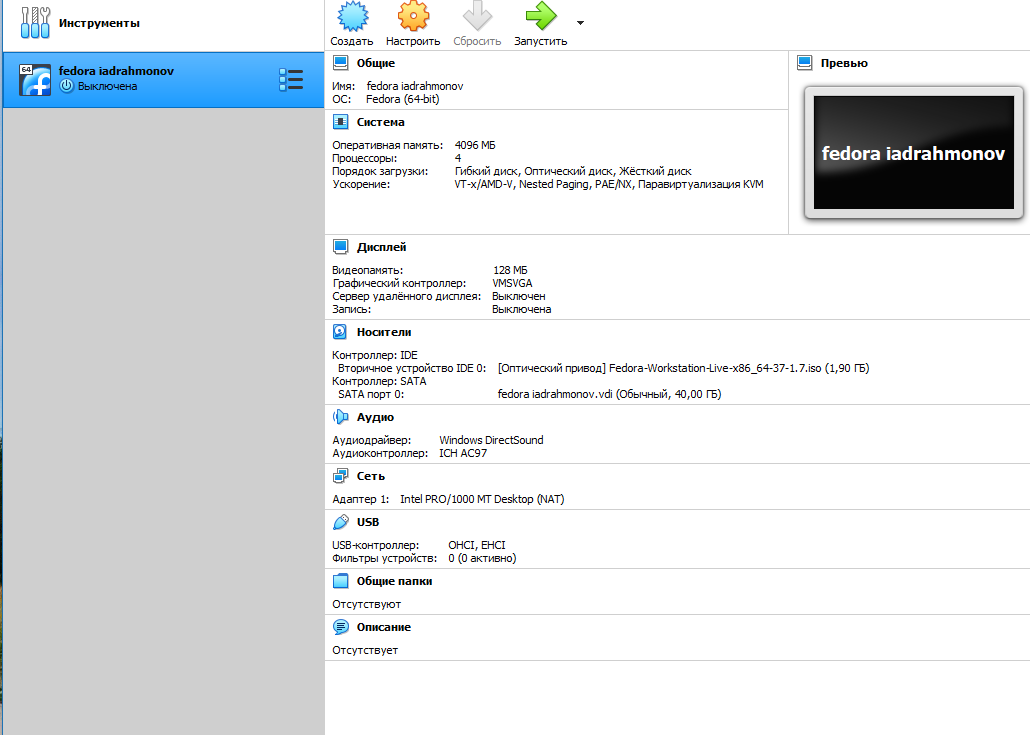 Инструменты
Создать Настроить Сбросить Запустить
64
fedora iadrahmonov
Выключена
Общие
Имя: fedora iadrahmonov
ОС: Fedora (64-bit)
Превью
fedora iadrahmonov
Система
Оперативная память: 4096 МБ
Процессоры: 4
Порядок загрузки: Гибкий диск, Оптический диск, Жёсткий диск
Ускорение: VT-x/AMD-V, Nested Paging, PAE/NX, Паравиртуализация KVM
Дисплей
Видеопамять: 128 МБ
Графический контроллер: VMSVGA
Сервер удалённого дисплея: Выключен
Запись: Выключена
Носители
Контроллер: IDE
Вторичное устройство IDE 0: [Оптический привод] Fedora-Workstation-Live-x86_64-37-1.7.iso (1,90 ГБ)
Контроллер: SATA
SATA порт 0: fedora iadrahmonov.vdi (Обычный, 40,00 ГБ)
Аудио
Аудиодрайвер: Windows DirectSound
Аудиоконтроллер: ICH AC97
Сеть
Адаптер 1: Intel PRO/1000 MT Desktop (NAT)
USB
USB-контроллер: OHCI, EHCI
Фильтры устройств: 0 (0 активно)
Общие папки
Отсутствуют
Описание
Отсутствует